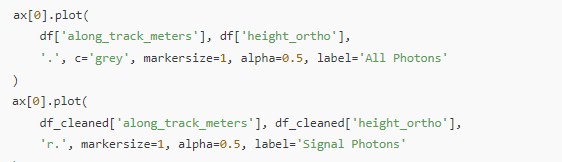 ax[0].plot(
    df['along_track_meters'], df['height_ortho'],
    '.', c='grey', markersize=1, alpha=0.5, label='All Photons'
)
ax[0].plot(
    df_cleaned['along_track_meters'], df_cleaned['height_ortho'],
    'r.', markersize=1, alpha=0.5, label='Signal Photons'